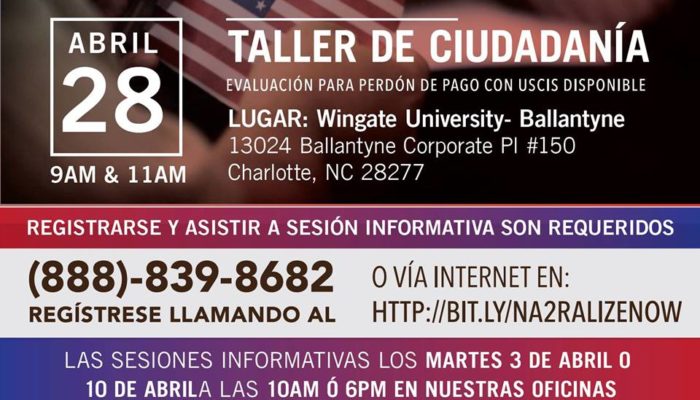 ABRIL
28
9AM & 11AM
TALLER DE CIUDADANÍA
EVALUACIÓN PARA PERDÓN DE PAGO CON USCIS DISPONIBLE
LUGAR: Wingate University- Ballantyne
13024 Ballantyne Corporate Pl #150
Charlotte, NC 28277
REGISTRARSE Y ASISTIR A SESIÓN INFORMATIVA SON REQUERIDOS
(888)-839-8682
REGÍSTRESE LLAMANDO AL
O VÍA INTERNET EN:
HTTP://BIT.LY/NA2RALIZENOW
LAS SESIONES INFORMATIVAS LOS MARTES 3 DE ABRIL O
10 DE ABRILA LAS 10AM Ó 6PM EN NUESTRAS OFICINAS